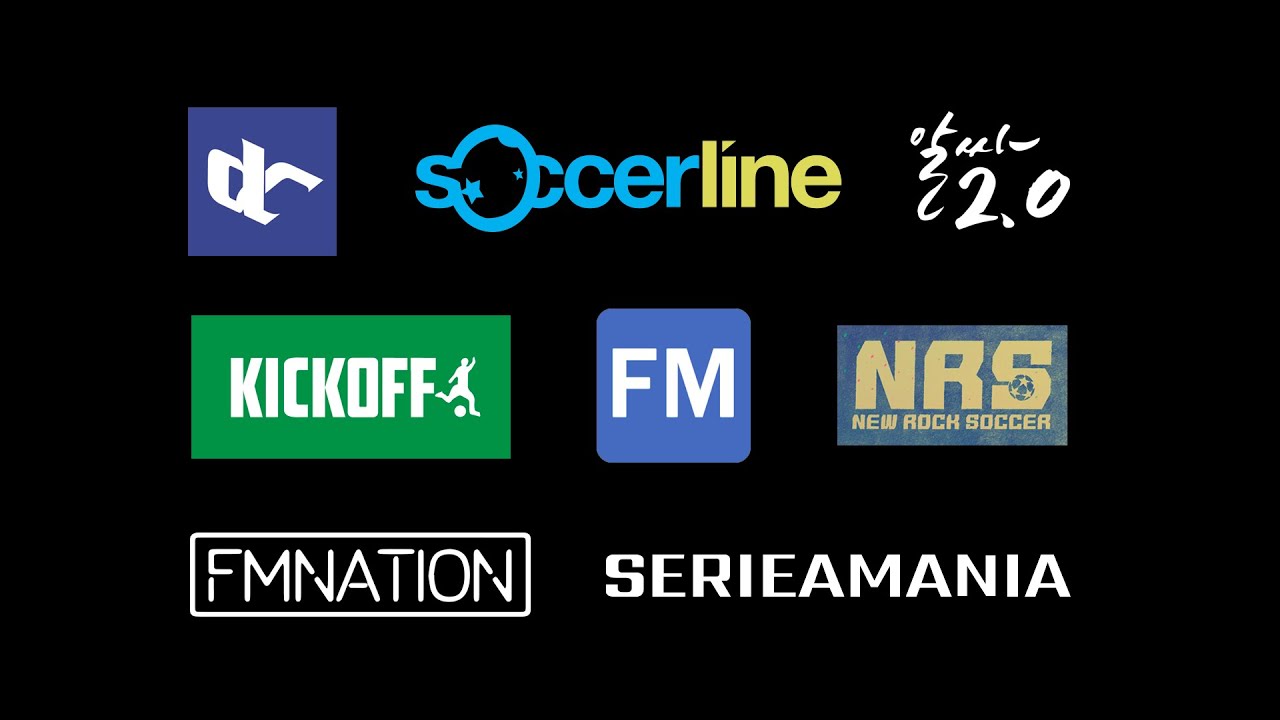 dc
soccerline
알싸
2.0
KICKOFF
FM
NRS
NEW ROCK SOCCER
FMNATION
SERIEAMANIA